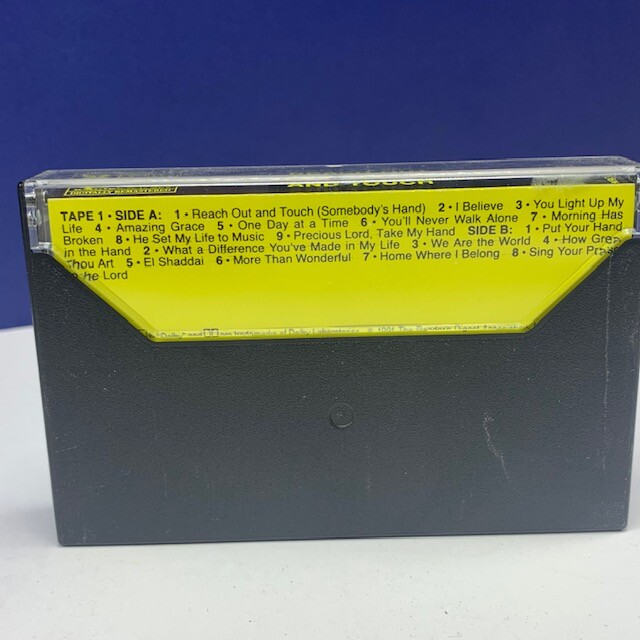 AND TOUCH
DIGITALLY REMASTERED
TAPE 1 • SIDE A: 1 • Reach Out and Touch (Somebody's Hand) 2 • I Believe 3 • You Light Up My
Life 4 • Amazing Grace 5 • One Day at a Time 6 • You'll Never Walk Alone 7 • Morning Has
Broken 8 • He Set My Life to Music 9 • Precious Lord, Take My Hand SIDE B: 1 • Put Your Hand
in the Hand 2 • What a Difference You've Made in My Life 3 • We Are the World 4 • How Great
Thou Art 5 • El Shaddai 6 • More Than Wonderful 7 • Home Where I Belong 8 • Sing Your Praise
to the Lord